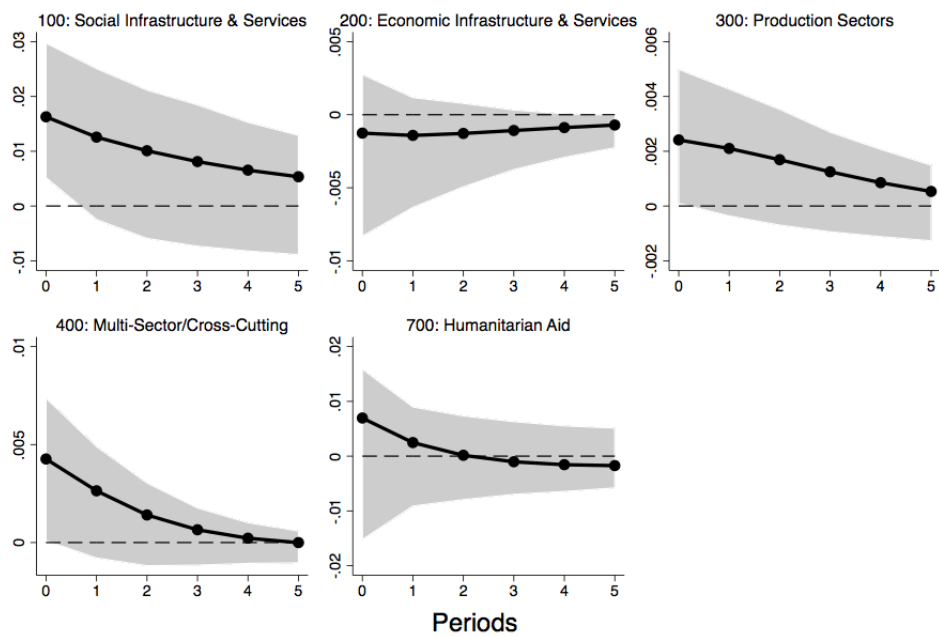 100: Social Infrastructure & Services
.03
.02
.01
0
-.01
0 1 2 3 4 5
200: Economic Infrastructure & Services
.005
0
-.005
-.01
0 1 2 3 4 5
300: Production Sectors
.006
.004
.002
0
-.002
0 1 2 3 4 5
400: Multi-Sector/Cross-Cutting
.01
.005
0
0 1 2 3 4 5
700: Humanitarian Aid
.02
.01
0
-.01
-.02
0 1 2 3 4 5
Periods